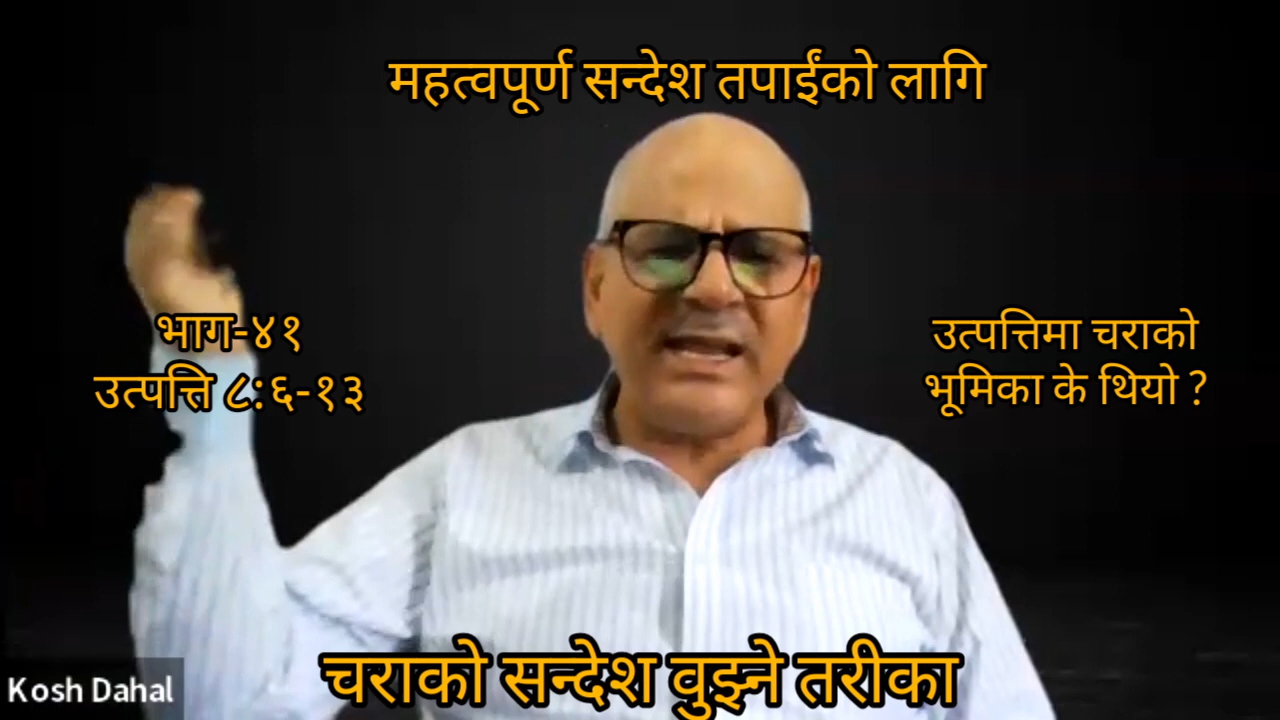 महत्वपूर्ण सन्देश तपाईंको लागि
भाग-४१
उत्पत्ति ८:६-१३
उत्पत्तिमा चराको
भूमिका के थियो ?
चराको सन्देश वुझ्ने तरीका
Kosh Dahal